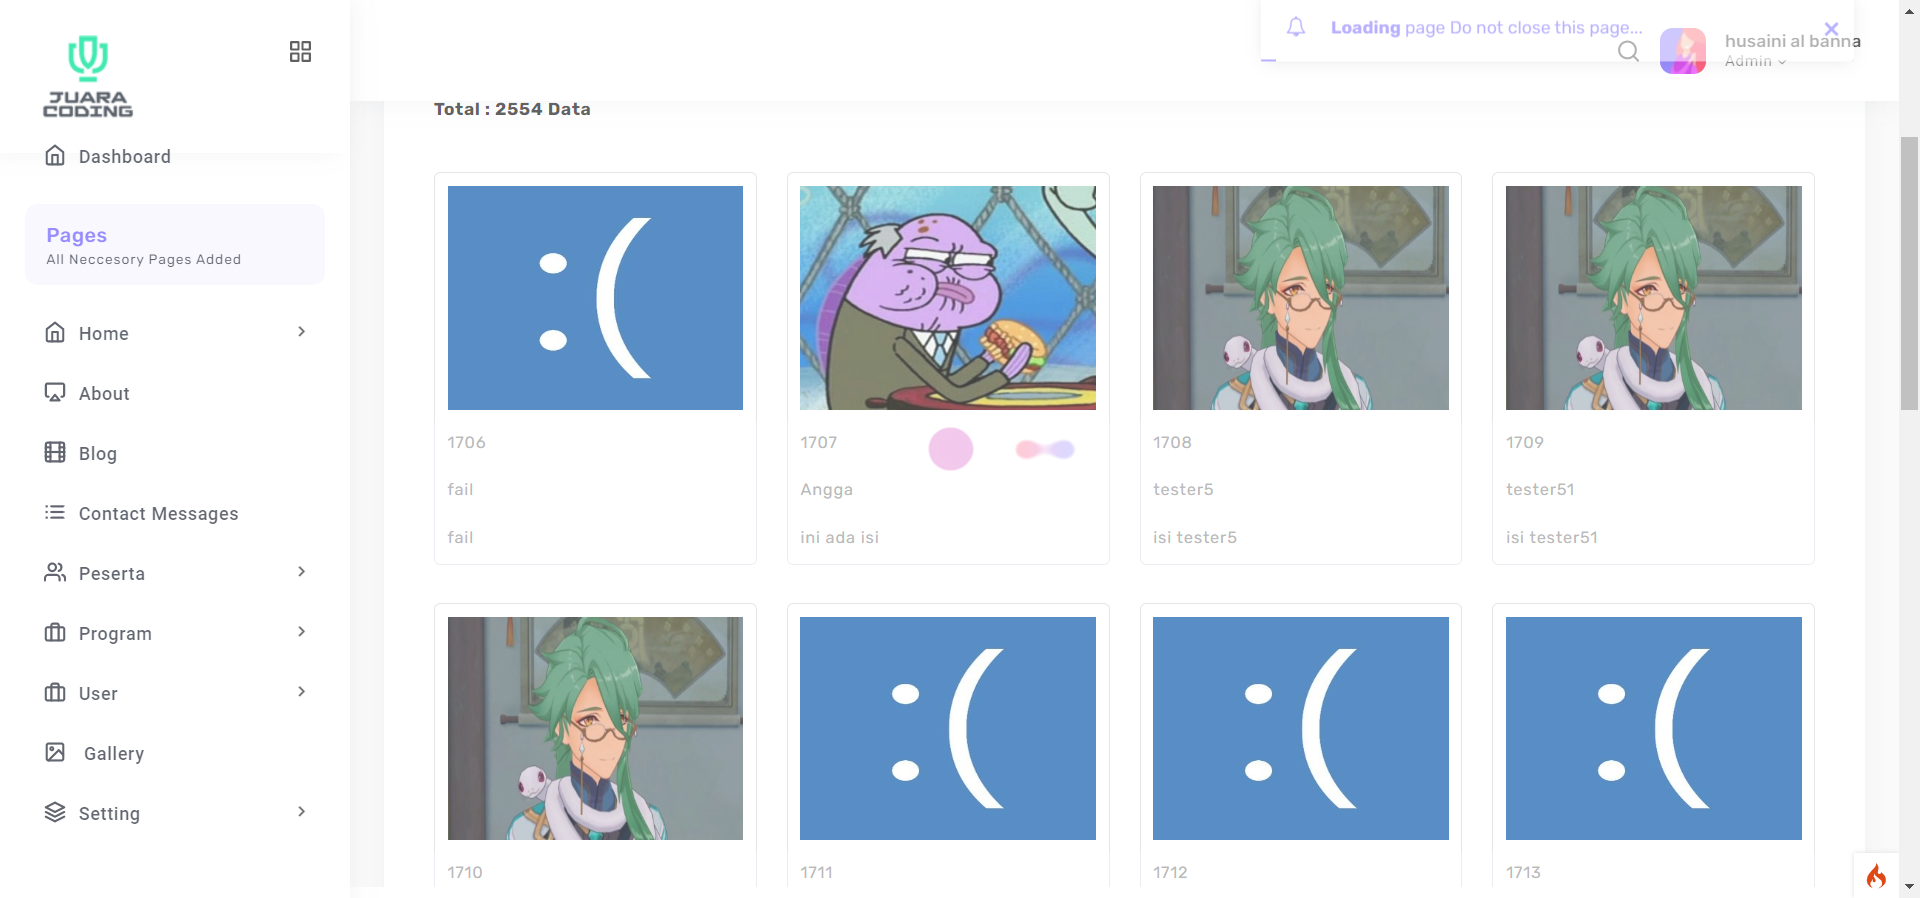 Loading page Do not close this page...
husaini al banna
Admin
JUARA
CODING
Total : 2554 Data
Dashboard
Pages
All Neccesory Pages Added
Home
About
Blog
Contact Messages
Peserta
Program
User
Gallery
Setting
:(
1706
fail
fail
1707
Angga
ini ada isi
1708
tester5
isi tester5
1709
tester51
isi tester51
1710
:(
1711
:(
1712
:(
1713